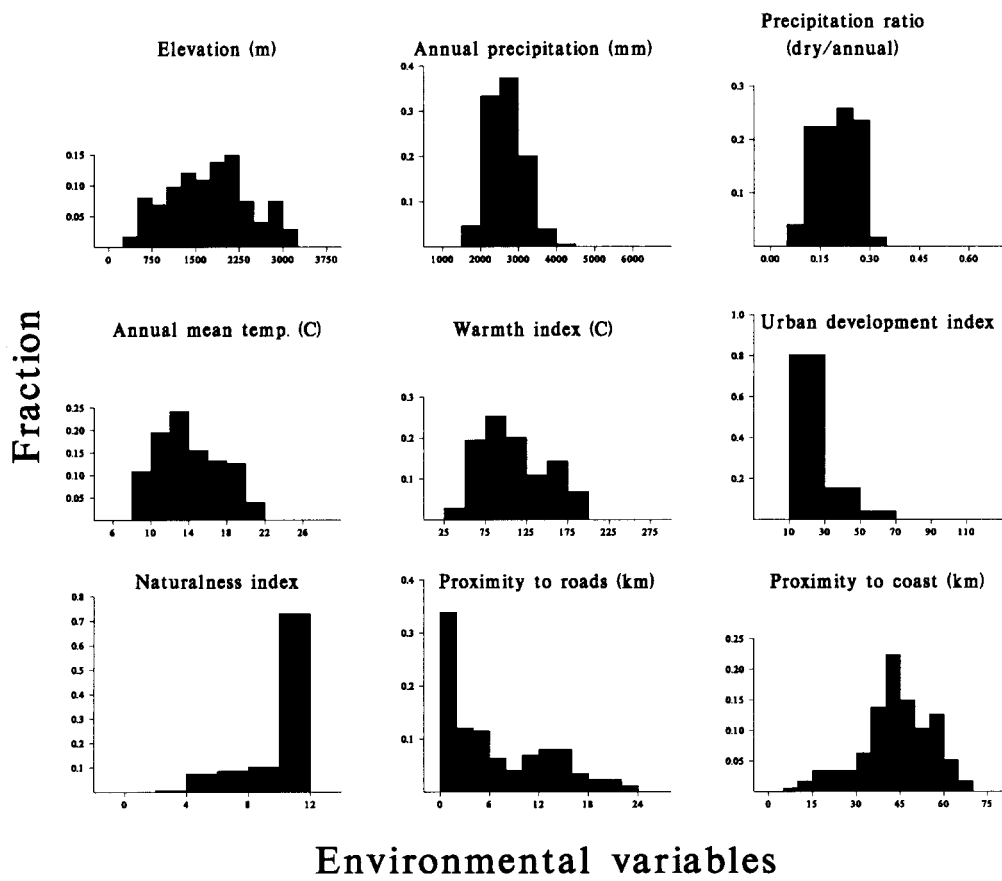 Elevation (m)
0.15
0.10
0.05
0 750 1500 2250 3000 3750
Annual precipitation (mm)
0.4
0.3
0.2
0.1
1000 2000 3000 4000 5000 6000
Precipitation ratio
(dry/annual)
0.3
0.2
0.1
0.00 0.15 0.30 0.45 0.60
Fraction
Annual mean temp. (C)
0.25
0.20
0.15
0.10
0.05
6 10 14 18 22 26
Warmth index (C)
0.3
0.2
0.1
25 75 125 175 225 275
Urban development index
1.0
0.8
0.6
0.4
0.2
10 30 50 70 90 110
Naturalness index
0.8
0.7
0.6
0.5
0.4
0.3
0.2
0.1
0 4 8 12
Proximity to roads (km)
0.4
0.3
0.2
0.1
0 6 12 18 24
Proximity to coast (km)
0.25
0.20
0.15
0.10
0.05
0 15 30 45 60 75
Environmental variables